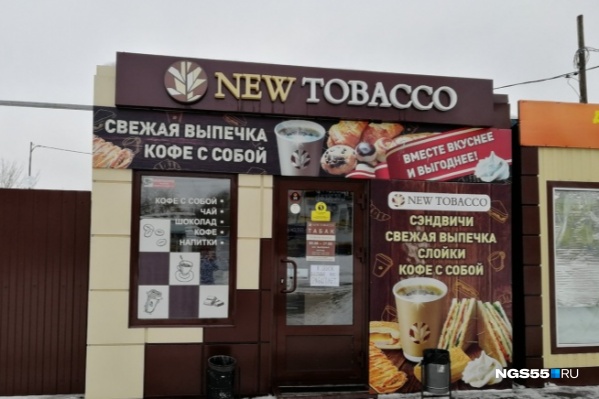 NEW TOBACCO
СВЕЖАЯ ВЫПЕЧКА
КОФЕ С СОБОЙ
ВМЕСТЕ ВКУСНЕЕ
И ВЫГОДНЕЕ!
КОФЕ С СОБОЙ
ЧАЙ
ШОКОЛАД
КОФЕ
НАПИТКИ
ТАБАК
NEW TOBACCO
СЭНДВИЧИ
СВЕЖАЯ ВЫПЕЧКА
СЛОЙКИ
КОФЕ С СОБОЙ
NGS55.RU